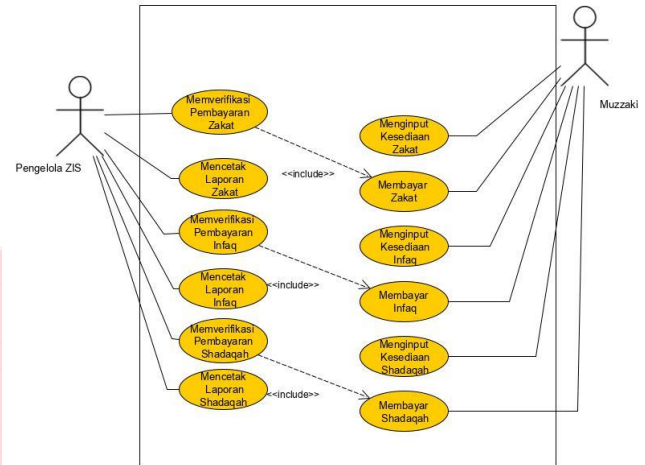 Pengelola ZIS
Muzzaki
Memverifikasi
Pembayaran
Zakat
Mencetak
Laporan
Zakat
Memverifikasi
Pembayaran
Infaq
Mencetak
Laporan
Infaq
Memverifikasi
Pembayaran
Shadaqah
Mencetak
Laporan
Shadaqah
<<include>>
<<include>>
<<include>>
Menginput
Kesediaan
Zakat
Membayar
Zakat
Menginput
Kesediaan
Infaq
Membayar
Infaq
Menginput
Kesediaan
Shadaqah
Membayar
Shadaqah